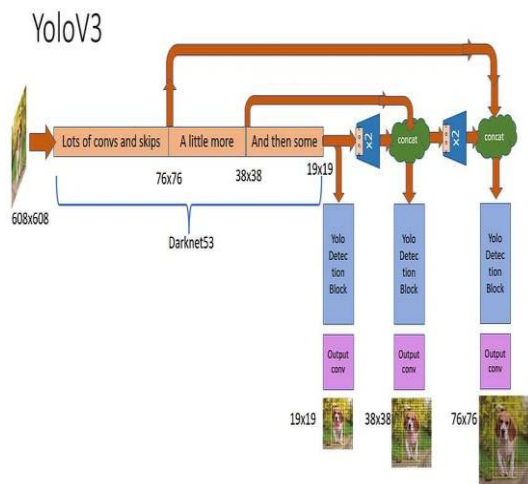 YoloV3
Lots of convs and skips
A little more
And then some
×2
concat
×2
concat
76x76
38x38
19x19
608x608
Darknet53
Yolo
Detec
tion
Block
Yolo
Detec
tion
Block
Yolo
Detec
tion
Block
Output
conv
Output
conv
Output
conv
19x19
38x38
76x76